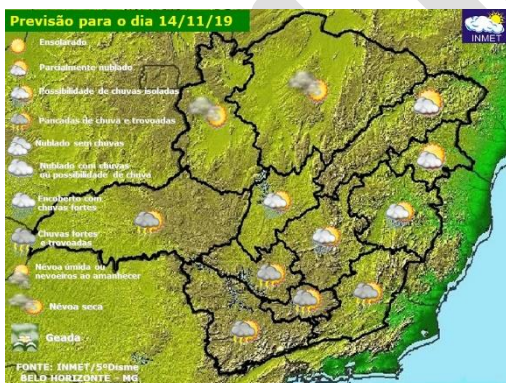 Previsão para o dia 14/11/19
INMET
Ensolarado
Parcialmente nublado
Possibilidade de chuvas isoladas
Pancadas de chuva e trovoadas
Nublado sem chuvas
Nublado com chuvas
ou possibilidade de chuva
Encoberto com
chuvas fortes
Chuvas fortes
e trovoadas
Névoa úmida ou
nevoeiros ao amanhecer
Névoa seca
Geada
FONTE: INMET/5ºDisme
BELO HORIZONTE - MG